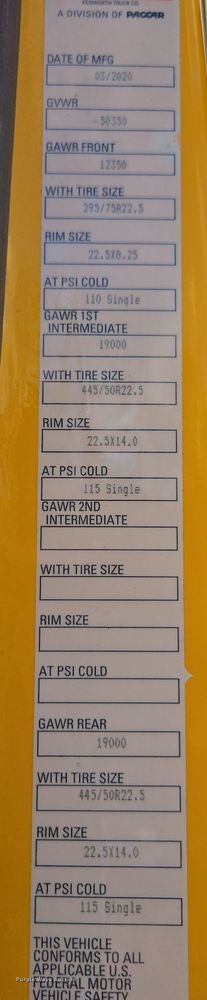 KENWORTH TRUCK CO.
A DIVISION OF PACCAR
DATE OF MFG
03/2020
GVWR
50350
GAWR FRONT
12350
WITH TIRE SIZE
295/75R22.5
RIM SIZE
22.5X8.25
AT PSI COLD
110 Single
GAWR 1ST
INTERMEDIATE
19000
WITH TIRE SIZE
445/50R22.5
RIM SIZE
22.5X14.0
AT PSI COLD
115 Single
GAWR 2ND
INTERMEDIATE
WITH TIRE SIZE
RIM SIZE
AT PSI COLD
GAWR REAR
19000
WITH TIRE SIZE
445/50R22.5
RIM SIZE
22.5X14.0
AT PSI COLD
115 Single
THIS VEHICLE
CONFORMS TO ALL
APPLICABLE U.S.
FEDERAL MOTOR
VEHICLE SAFETY